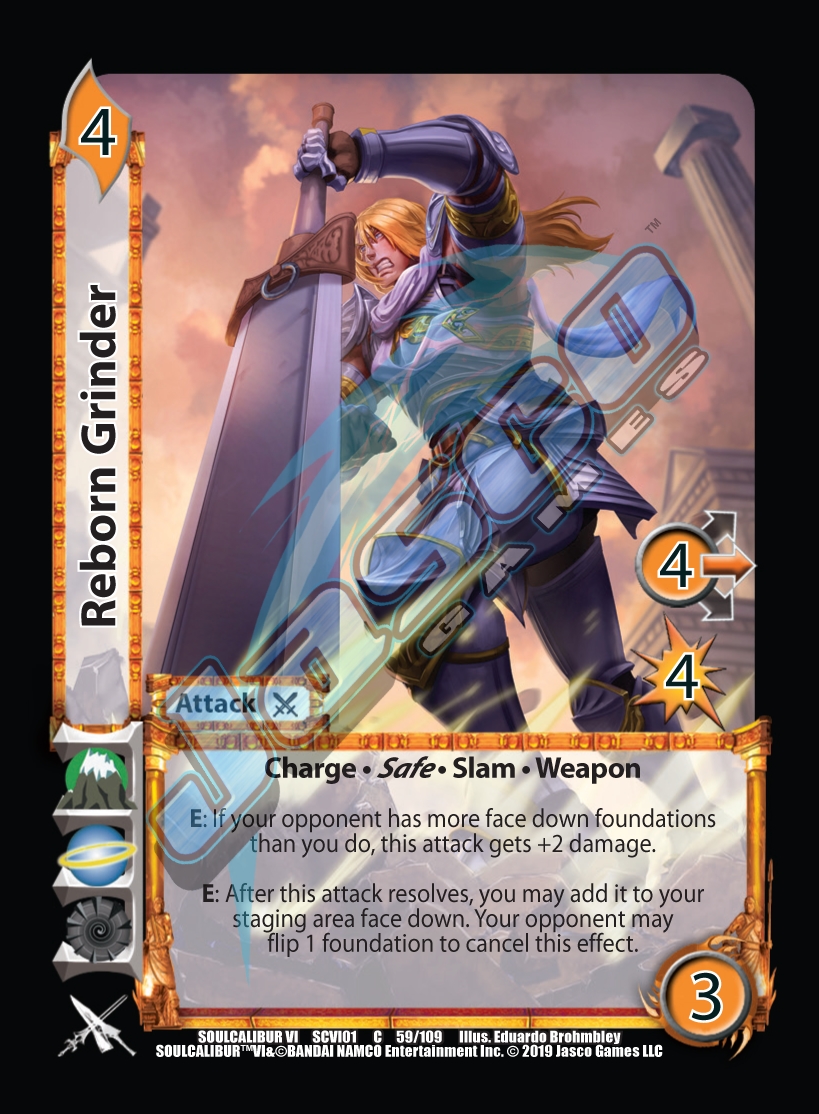 4
Reborn Grinder
TM
JASCO
GAMES
4
4
Attack
Charge • Safe • Slam • Weapon
E: If your opponent has more face down foundations
than you do, this attack gets +2 damage.
E: After this attack resolves, you may add it to your
staging area face down. Your opponent may
flip 1 foundation to cancel this effect.
3
SOULCALIBUR VI SCVI01 C 59/109 Illus. Eduardo Brohmbley
SOULCALIBUR™VI&©BANDAI NAMCO Entertainment Inc. © 2019 Jasco Games LLC